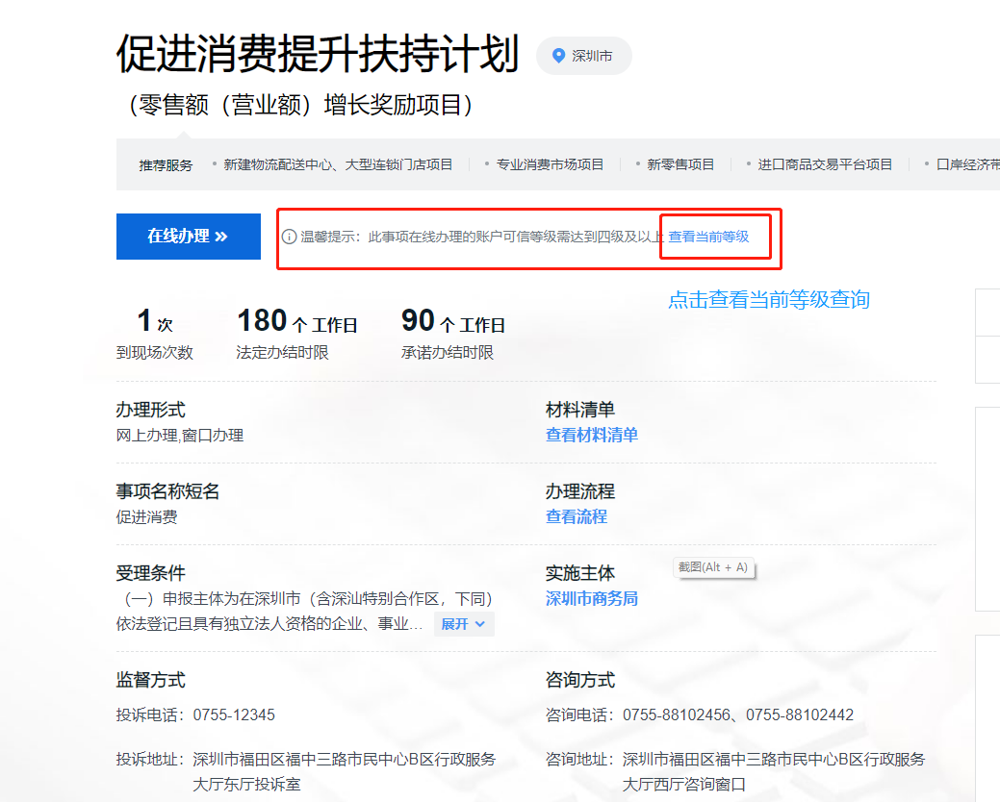 促进消费提升扶持计划
深圳市
（零售额（营业额）增长奖励项目）
推荐服务 • 新建物流配送中心、大型连锁门店项目 • 专业消费市场项目 • 新零售项目 • 进口商品交易平台项目 • 口岸经济带
在线办理 »
温馨提示：此事项在线办理的账户可信等级需达到四级及以上 查看当前等级
点击查看当前等级查询
1 次
到现场次数
180 个 工作日
法定办结时限
90 个 工作日
承诺办结时限
办理形式
网上办理,窗口办理
材料清单
查看材料清单
事项名称短名
促进消费
办理流程
查看流程
受理条件
（一）申报主体为在深圳市（含深汕特别合作区，下同）
依法登记且具有独立法人资格的企业、事业... 展开
实施主体
深圳市商务局
截图(Alt + A)
监督方式
投诉电话：0755-12345
投诉地址：深圳市福田区福中三路市民中心B区行政服务
大厅东厅投诉室
咨询方式
咨询电话：0755-88102456、0755-88102442
咨询地址：深圳市福田区福中三路市民中心B区行政服务
大厅西厅咨询窗口